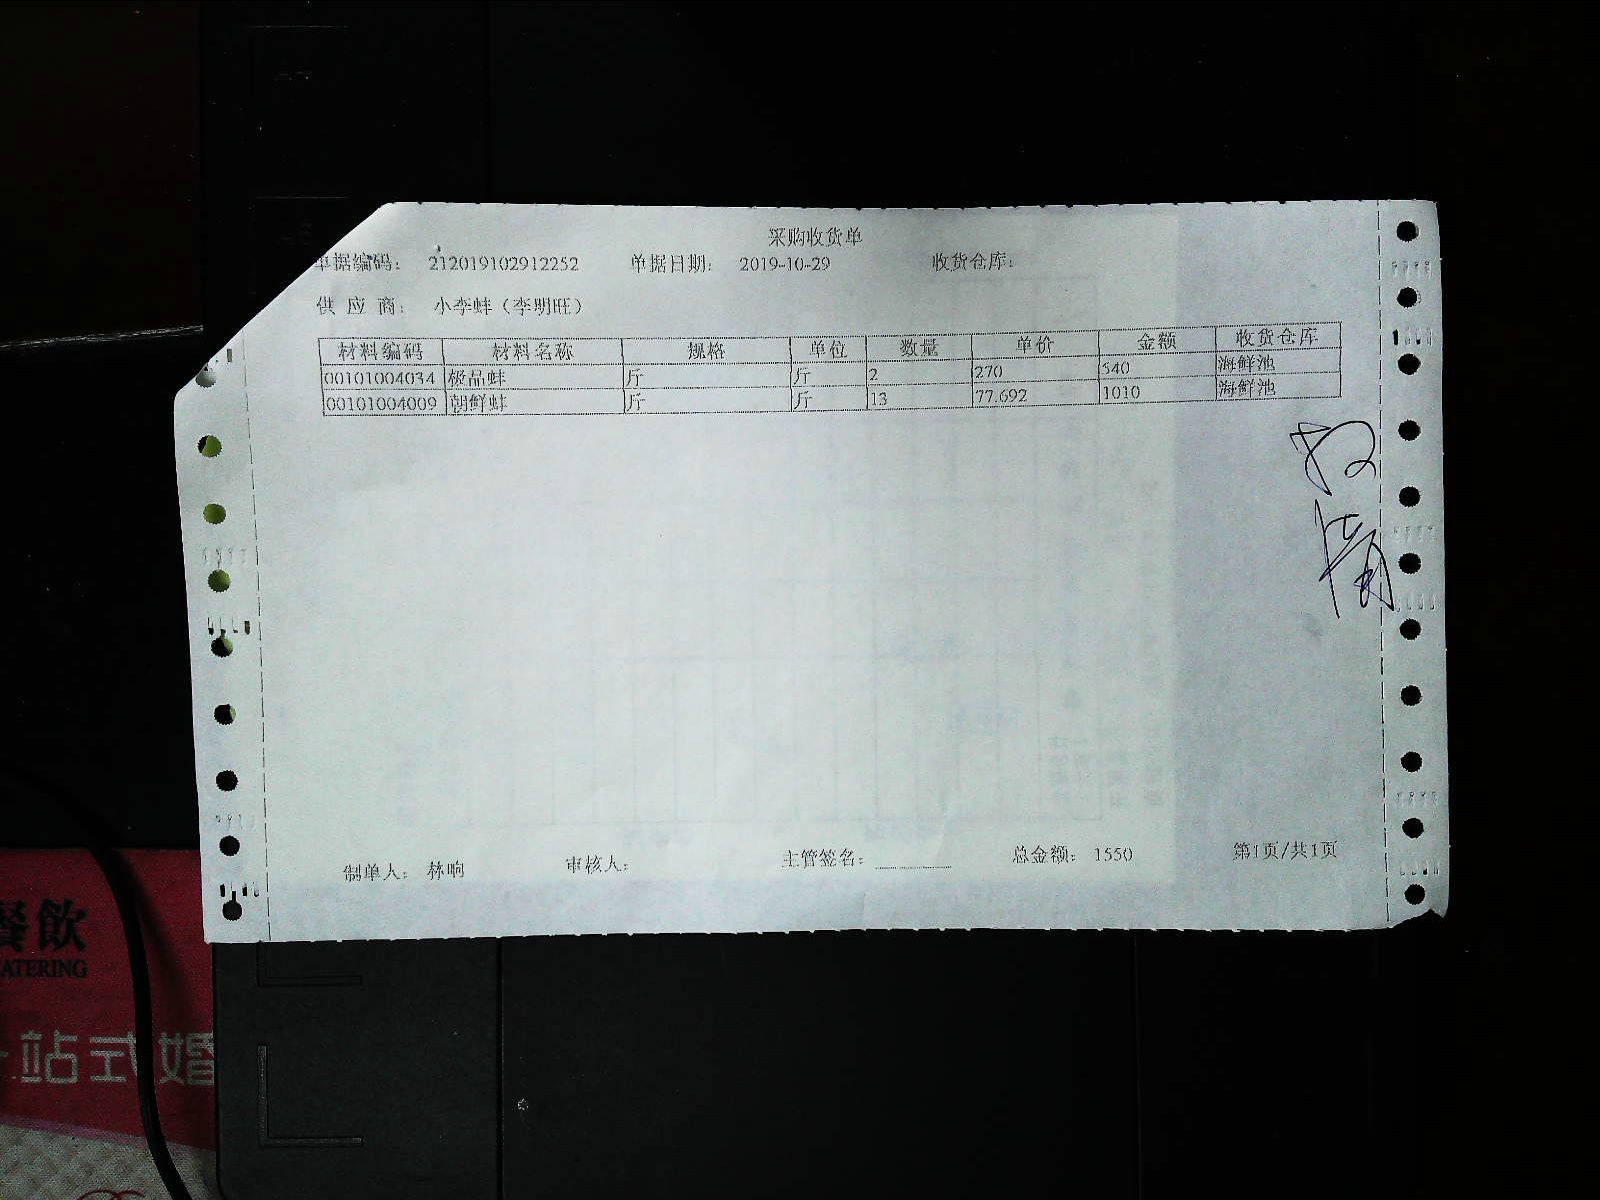 采购收货单
单据编码： 212019102912252 单据日期： 2019-10-29 收货仓库：
供 应 商： 小李蚌（李明旺）
材料编码 材料名称 规格 单位 数量 单价 金额 收货仓库
00101004034 极品蚌 斤 斤 2 270 540 海鲜池
00101004009 朝鲜蚌 斤 斤 13 77.692 1010 海鲜池
制单人： 林响 审核人： 主管签名： 总金额： 1550 第1页/共1页
餐飲
ATERING
站式婚